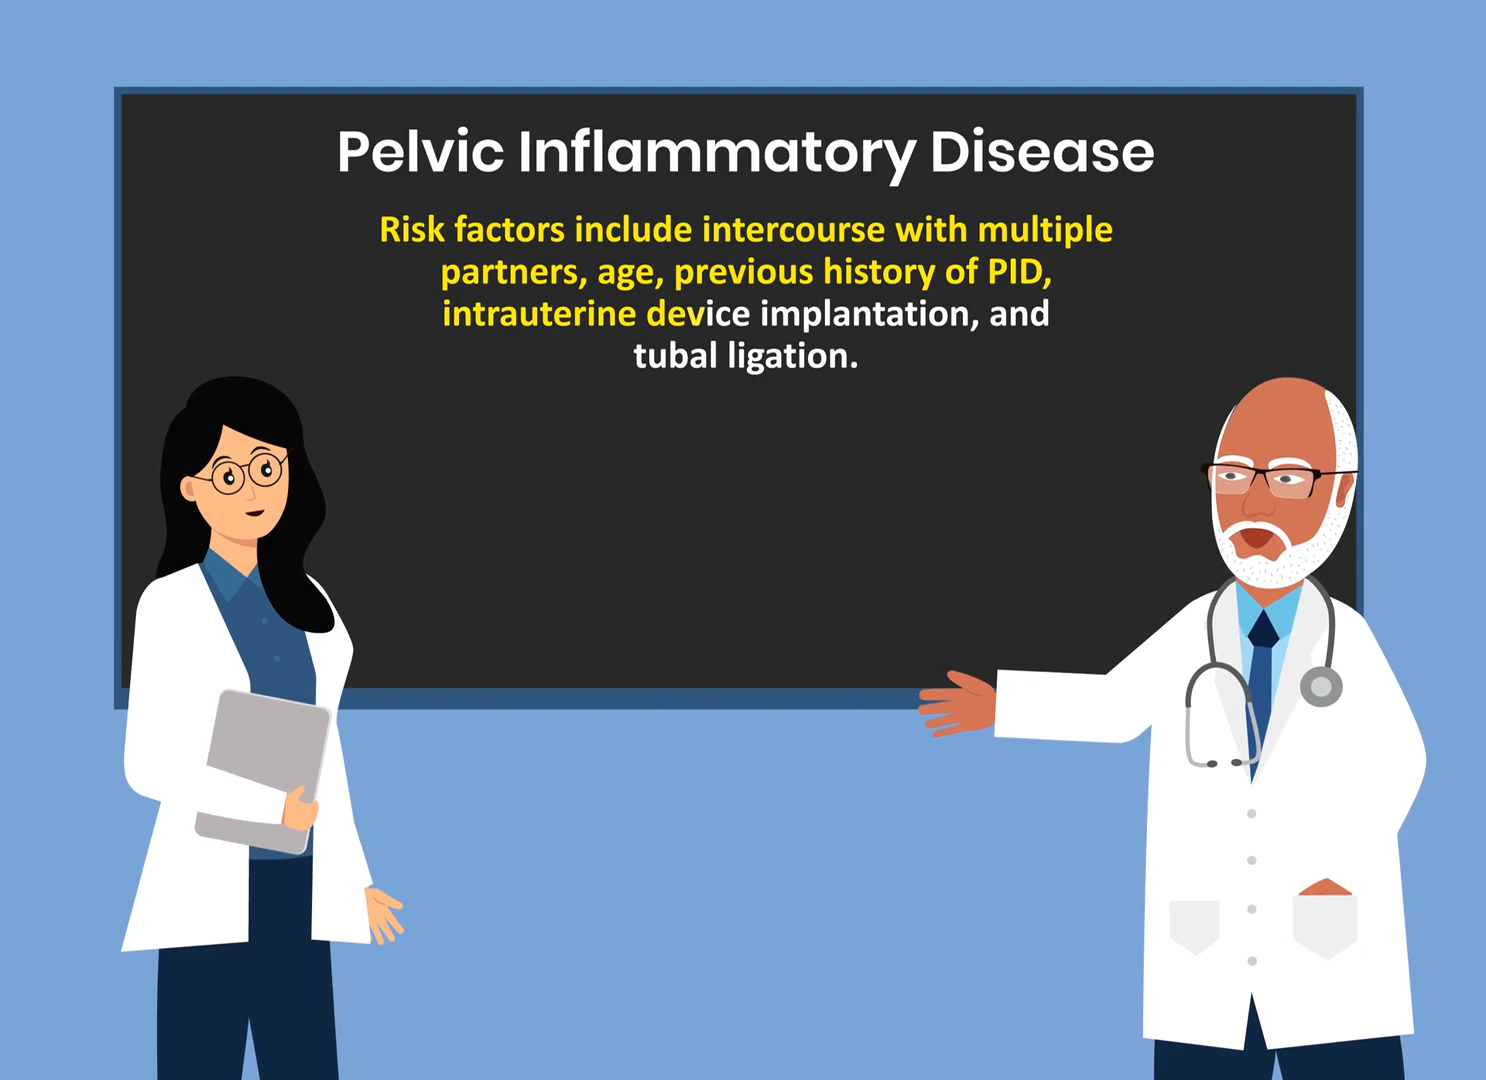 Pelvic Inflammatory Disease
Risk factors include intercourse with multiple
partners, age, previous history of PID,
intrauterine device implantation, and
tubal ligation.